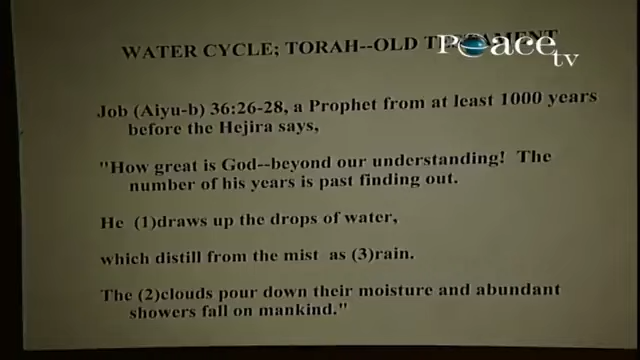 WATER CYCLE; TORAH--OLD TESTAMENT
Peace tv
Job (Aiyu-b) 36:26-28, a Prophet from at least 1000 years
before the Hejira says,
"How great is God--beyond our understanding! The
number of his years is past finding out.
He (1)draws up the drops of water,
which distill from the mist as (3)rain.
The (2)clouds pour down their moisture and abundant
showers fall on mankind."